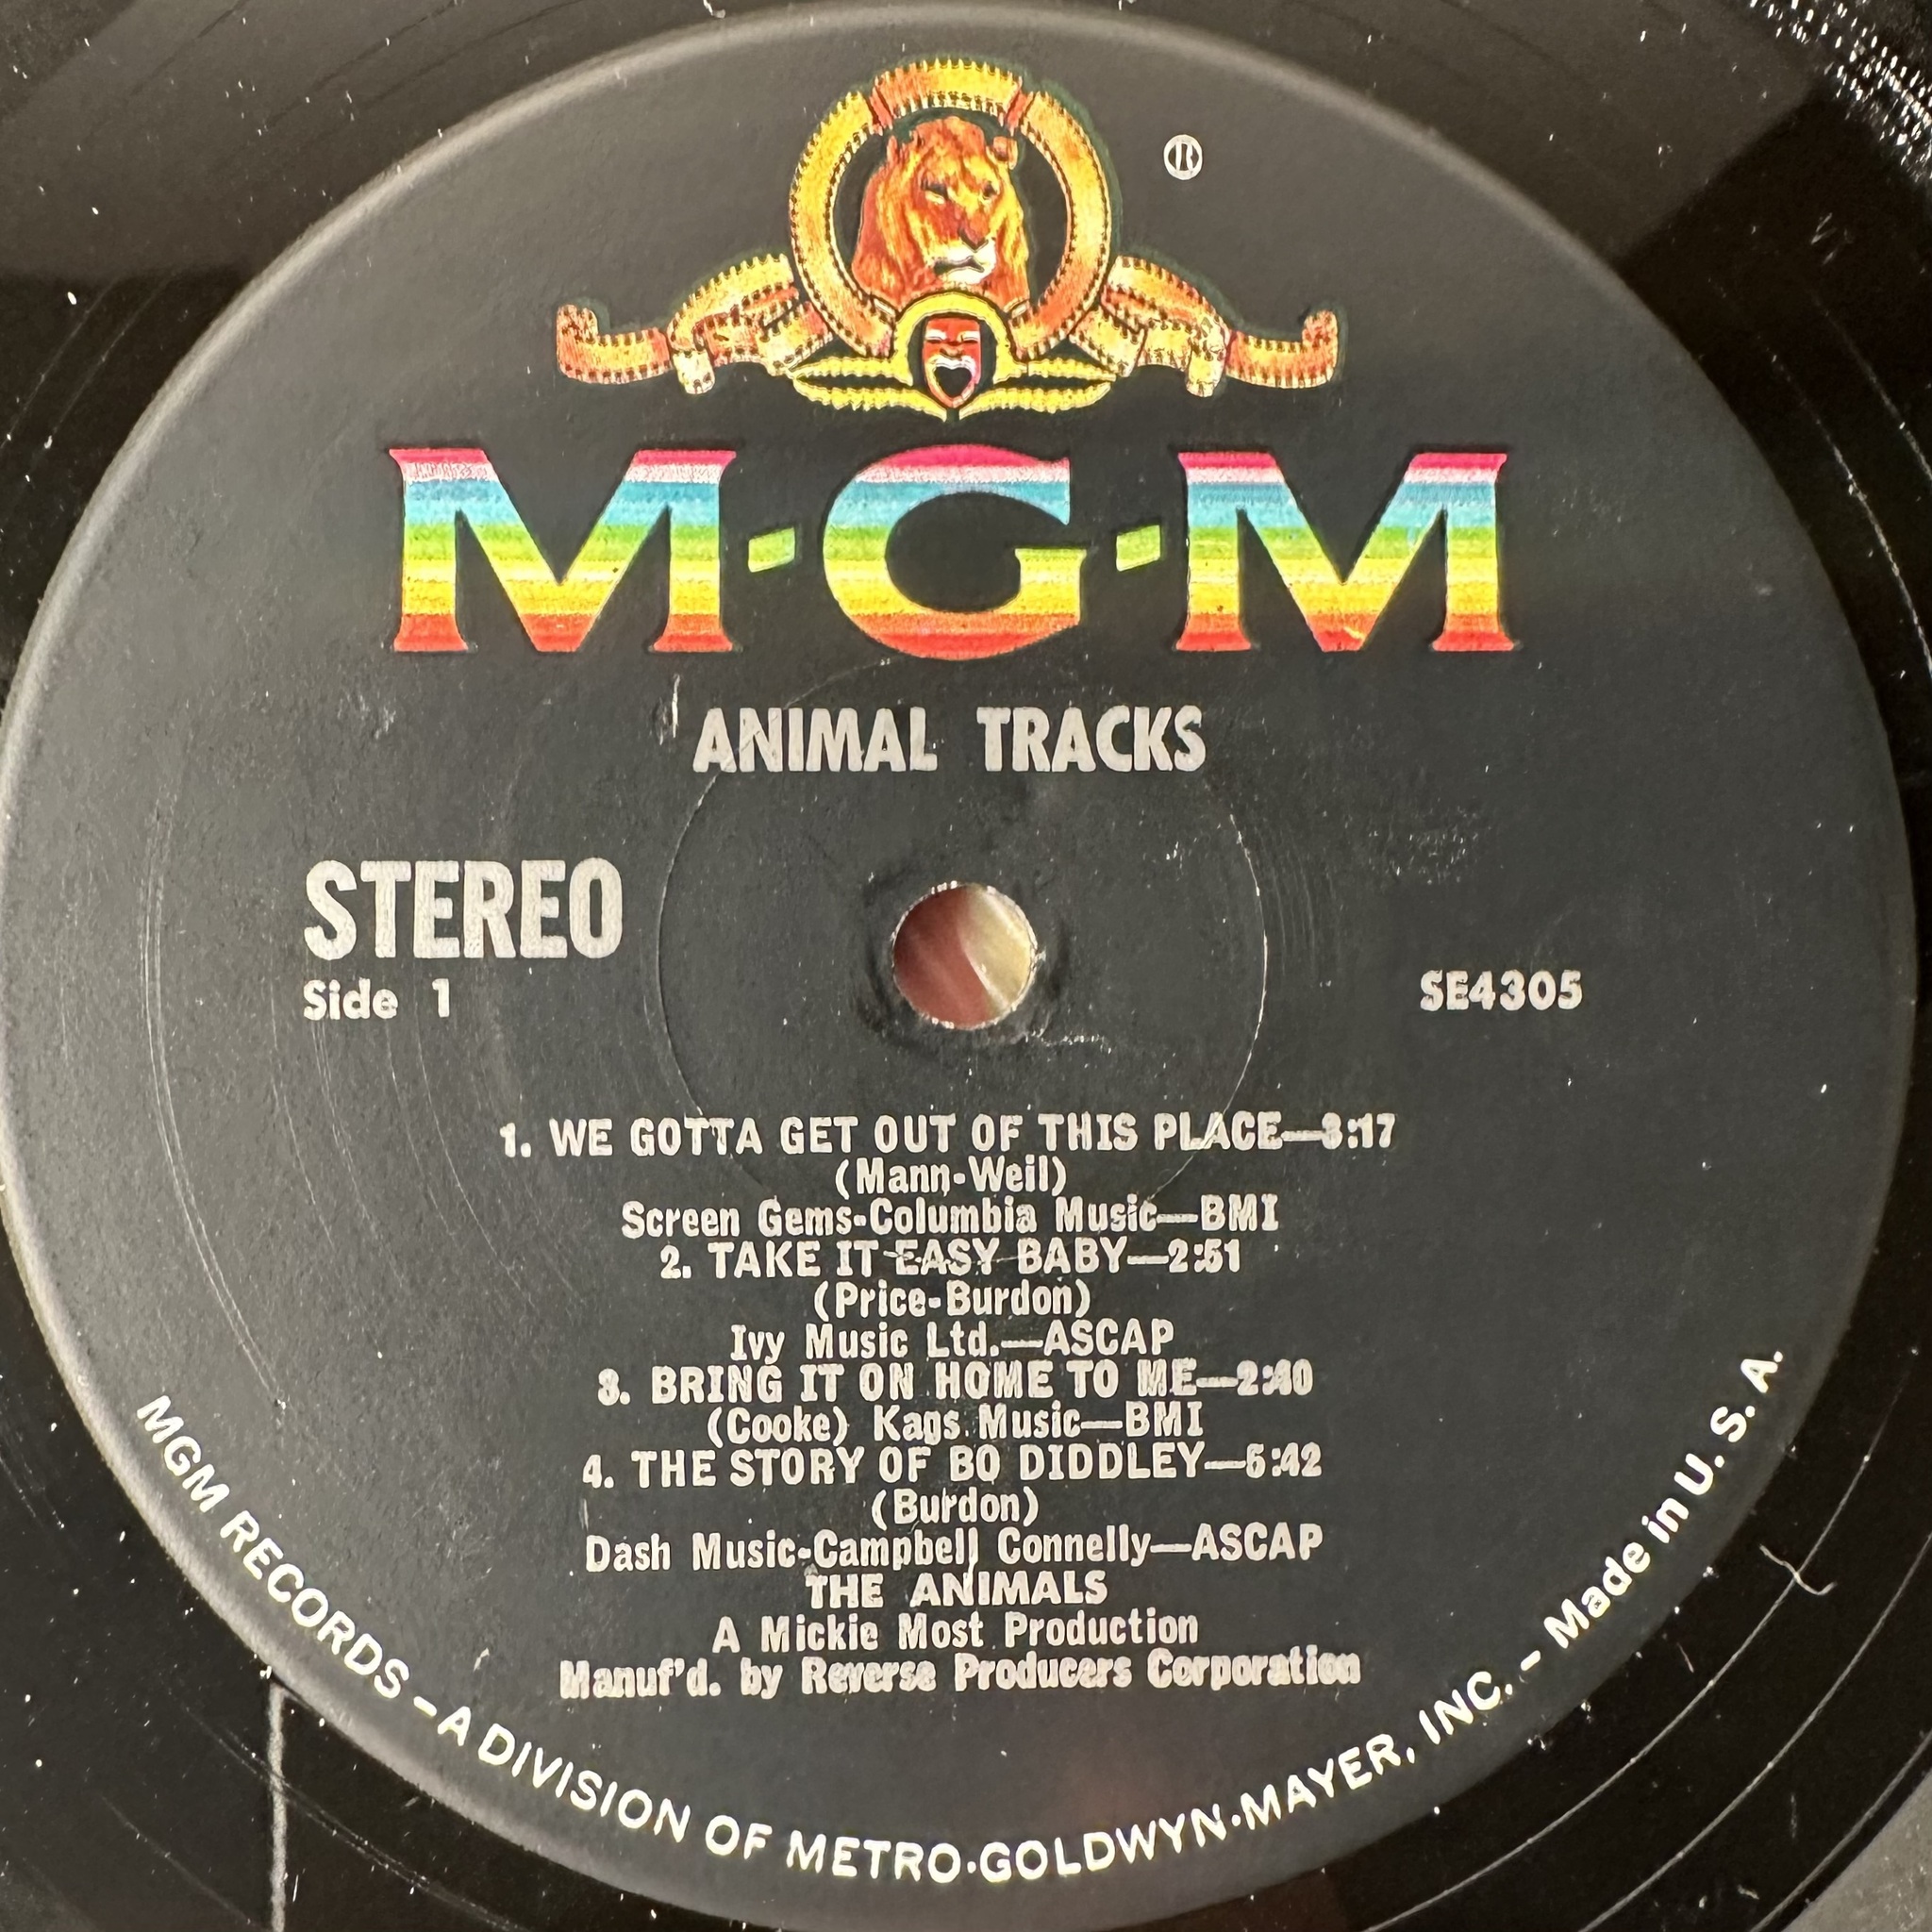 ®
M-G-M
ANIMAL TRACKS
STEREO
Side 1
SE4305
1. WE GOTTA GET OUT OF THIS PLACE—3:17
(Mann-Weil)
Screen Gems-Columbia Music—BMI
2. TAKE IT EASY BABY—2:51
(Price-Burdon)
Ivy Music Ltd.—ASCAP
3. BRING IT ON HOME TO ME—2:40
(Cooke) Kags Music—BMI
4. THE STORY OF BO DIDDLEY—5:42
(Burdon)
Dash Music-Campbell Connelly—ASCAP
THE ANIMALS
A Mickie Most Production
Manuf'd. by Reverse Producers Corporation
MGM RECORDS – A DIVISION OF METRO-GOLDWYN-MAYER, INC. – Made in U. S. A.